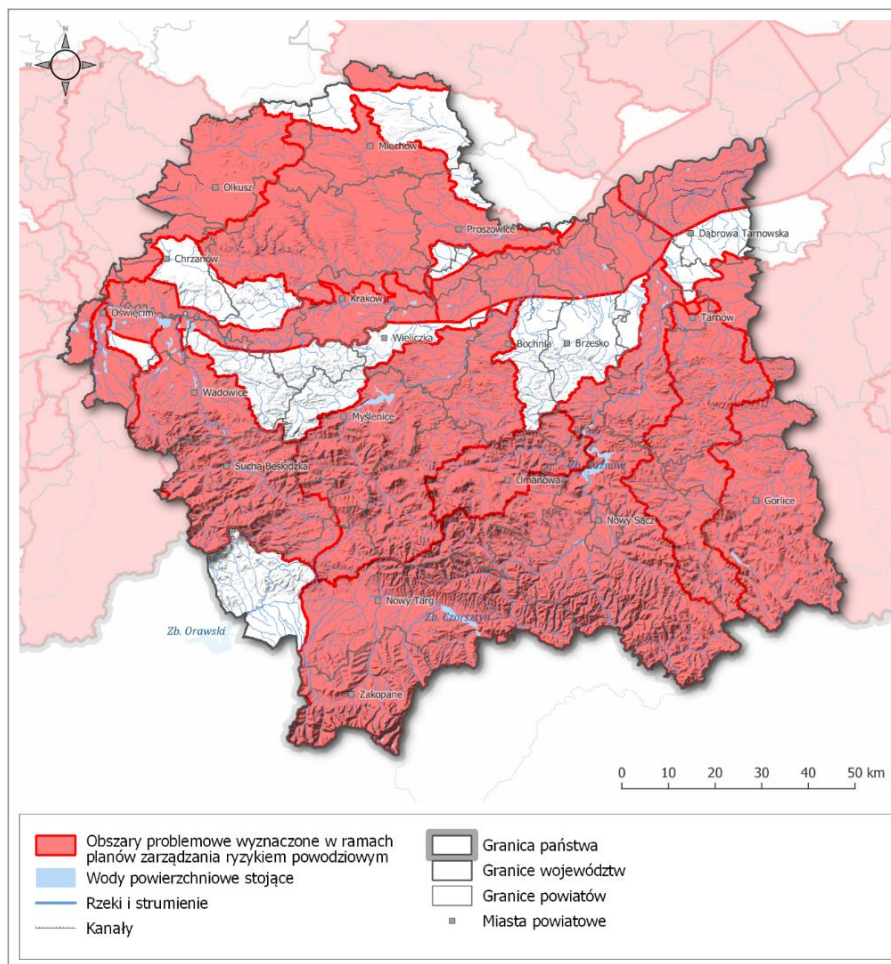 N
W
E
S
Miechów
Olkusz
Proszowice
Dąbrowa Tarnowska
Chrzanów
Kraków
Oświęcim
Tarnów
Wieliczka
Bochnia
Brzesko
Wadowice
Myślenice
Sucha Beskidzka
Limanowa
Gorlice
Nowy Sącz
Nowy Targ
Zb. Czorsztyn
Zb. Orawski
Zakopane
0 10 20 30 40 50 km
Obszary problemowe wyznaczone w ramach
planów zarządzania ryzykiem powodziowym
Wody powierzchniowe stojące
Rzeki i strumienie
Kanały
Granica państwa
Granice województw
Granice powiatów
Miasta powiatowe